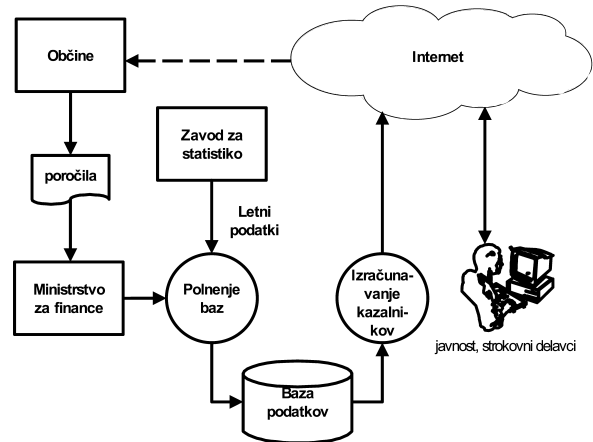 Občine
Internet
Zavod za
statistiko
poročila
Letni
podatki
Ministrstvo
za finance
Polnenje
baz
Izračuna-
vanje
kazalni-
kov
javnost, strokovni delavci
Baza
podatkov